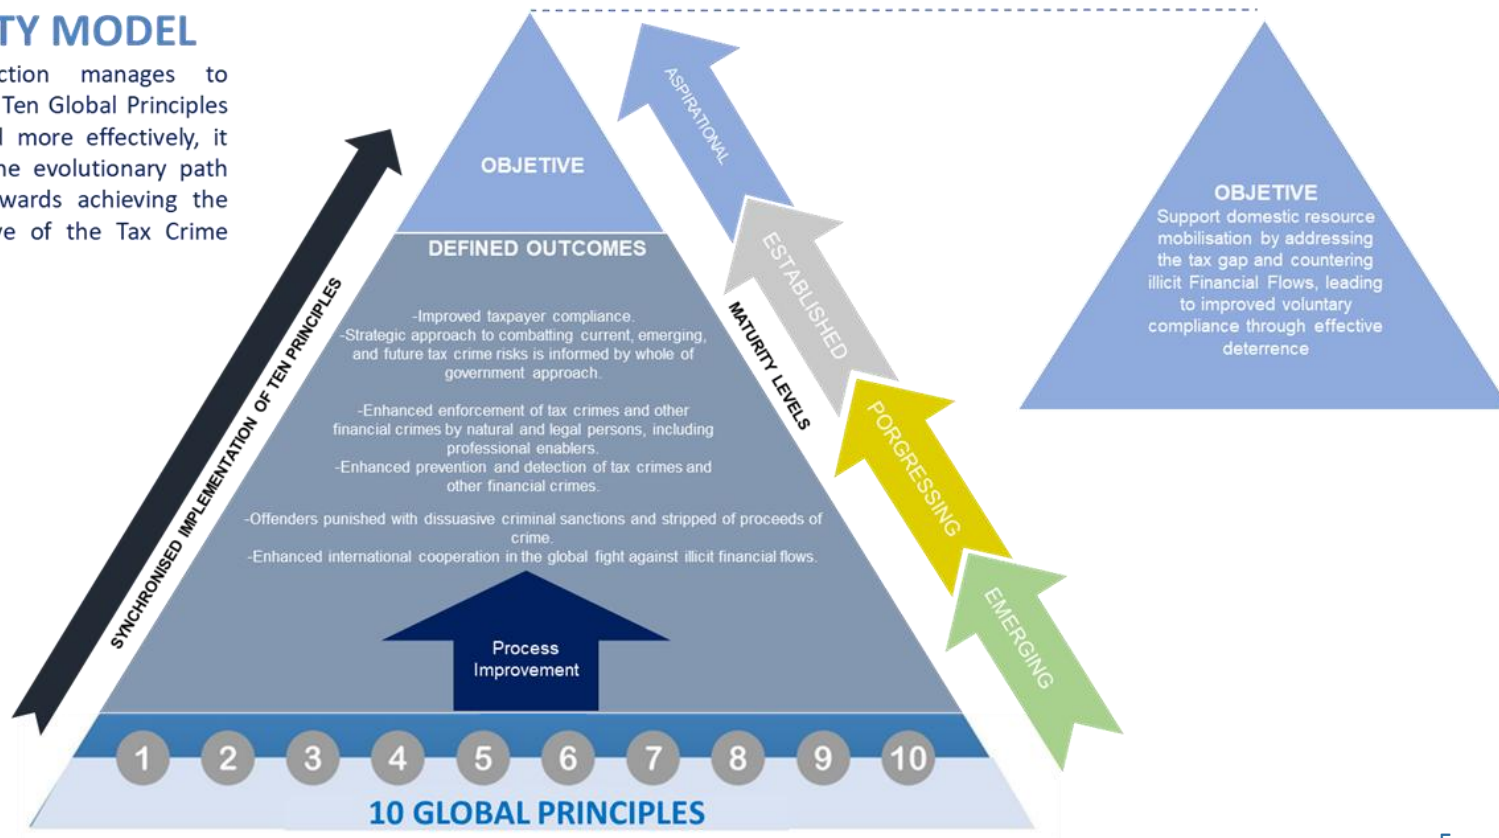 TY MODEL
ction manages to
Ten Global Principles
l more effectively, it
ne evolutionary path
wards achieving the
ve of the Tax Crime
SYNCHRONISED IMPLEMENTATION OF TEN PRINCIPLES
OBJETIVE
DEFINED OUTCOMES
-Improved taxpayer compliance.
-Strategic approach to combatting current, emerging,
and future tax crime risks is informed by whole of
government approach.
-Enhanced enforcement of tax crimes and other
financial crimes by natural and legal persons, including
professional enablers.
-Enhanced prevention and detection of tax crimes and
other financial crimes.
-Offenders punished with dissuasive criminal sanctions and stripped of proceeds of
crime.
-Enhanced international cooperation in the global fight against illicit financial flows.
Process
Improvement
1 2 3 4 5 6 7 8 9 10
10 GLOBAL PRINCIPLES
MATURITY LEVELS
ASPIRATIONAL
ESTABLISHED
PORGRESSING
EMERGING
OBJETIVE
Support domestic resource
mobilisation by addressing
the tax gap and countering
illicit Financial Flows, leading
to improved voluntary
compliance through effective
deterrence